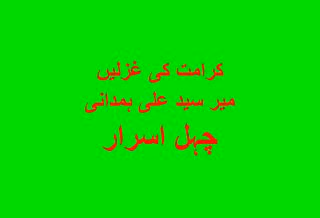 کرامت کی غزلیں
میر سید علی ہمدانی
چہل اسرار